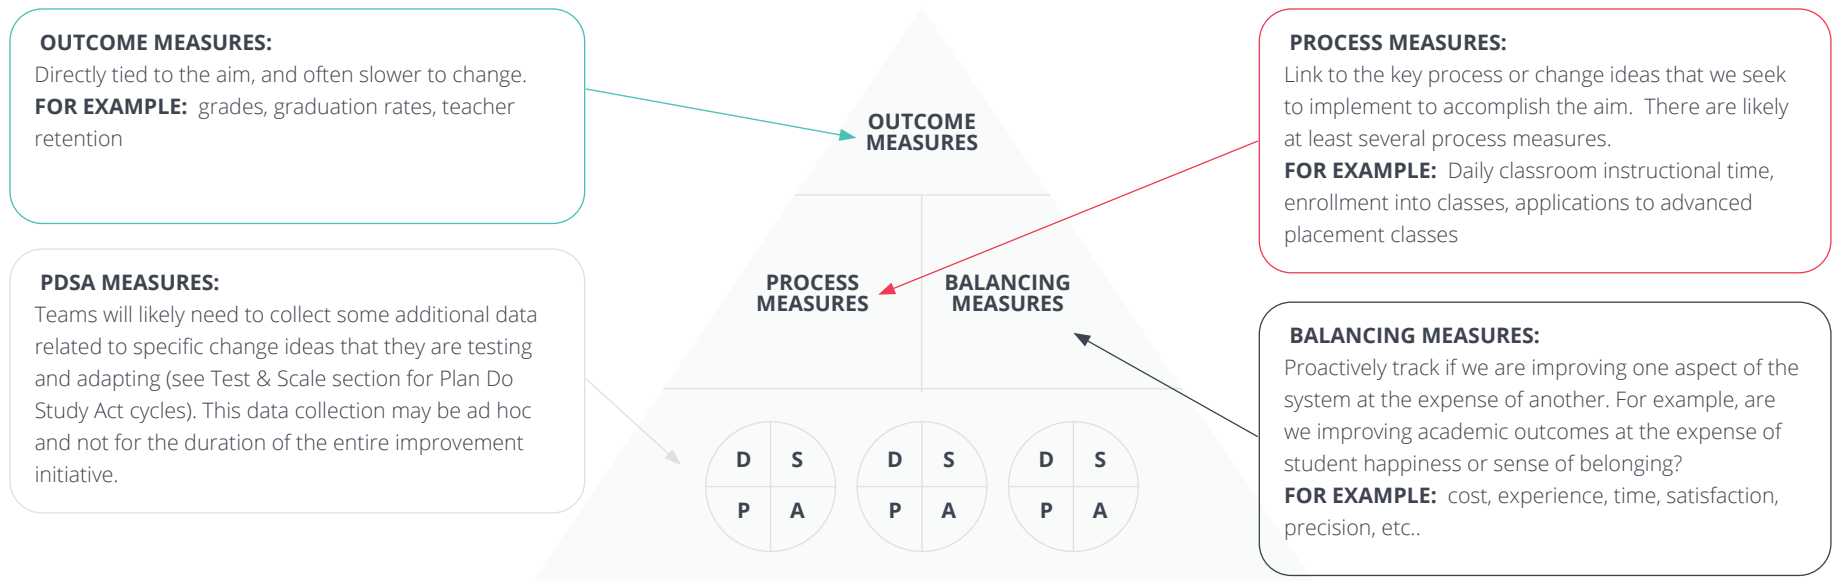 OUTCOME MEASURES:
Directly tied to the aim, and often slower to change.
FOR EXAMPLE: grades, graduation rates, teacher
retention
PDSA MEASURES:
Teams will likely need to collect some additional data
related to specific change ideas that they are testing
and adapting (see Test & Scale section for Plan Do
Study Act cycles). This data collection may be ad hoc
and not for the duration of the entire improvement
initiative.
OUTCOME
MEASURES
PROCESS
MEASURES
BALANCING
MEASURES
D S
P A
D S
P A
D S
P A
PROCESS MEASURES:
Link to the key process or change ideas that we seek
to implement to accomplish the aim. There are likely
at least several process measures.
FOR EXAMPLE: Daily classroom instructional time,
enrollment into classes, applications to advanced
placement classes
BALANCING MEASURES:
Proactively track if we are improving one aspect of the
system at the expense of another. For example, are
we improving academic outcomes at the expense of
student happiness or sense of belonging?
FOR EXAMPLE: cost, experience, time, satisfaction,
precision, etc..